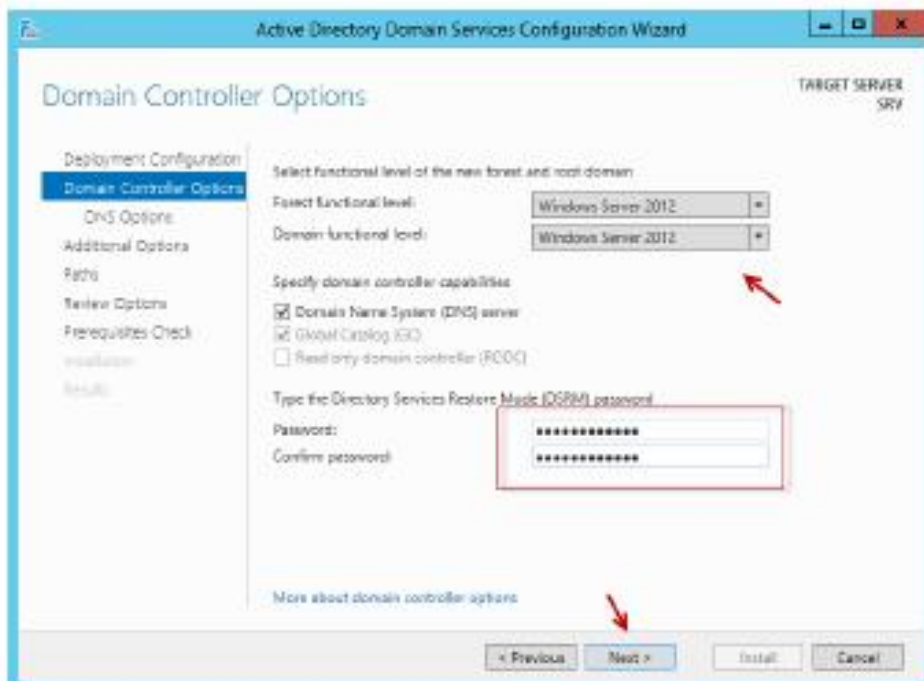 Active Directory Domain Services Configuration Wizard
Domain Controller Options
TARGET SERVER
SRV
Deployment Configuration
Domain Controller Options
DNS Options
Additional Options
Paths
Review Options
Prerequisites Check
Installation
Results
Select functional level of the new forest and root domain
Forest functional level:
Windows Server 2012
Domain functional level:
Windows Server 2012
Specify domain controller capabilities
Domain Name System (DNS) server
Global Catalog (GC)
Read only domain controller (RODC)
Type the Directory Services Restore Mode (DSRM) password
Password:
••••••••••••
Confirm password:
••••••••••••
More about domain controller options
< Previous
Next >
Install
Cancel